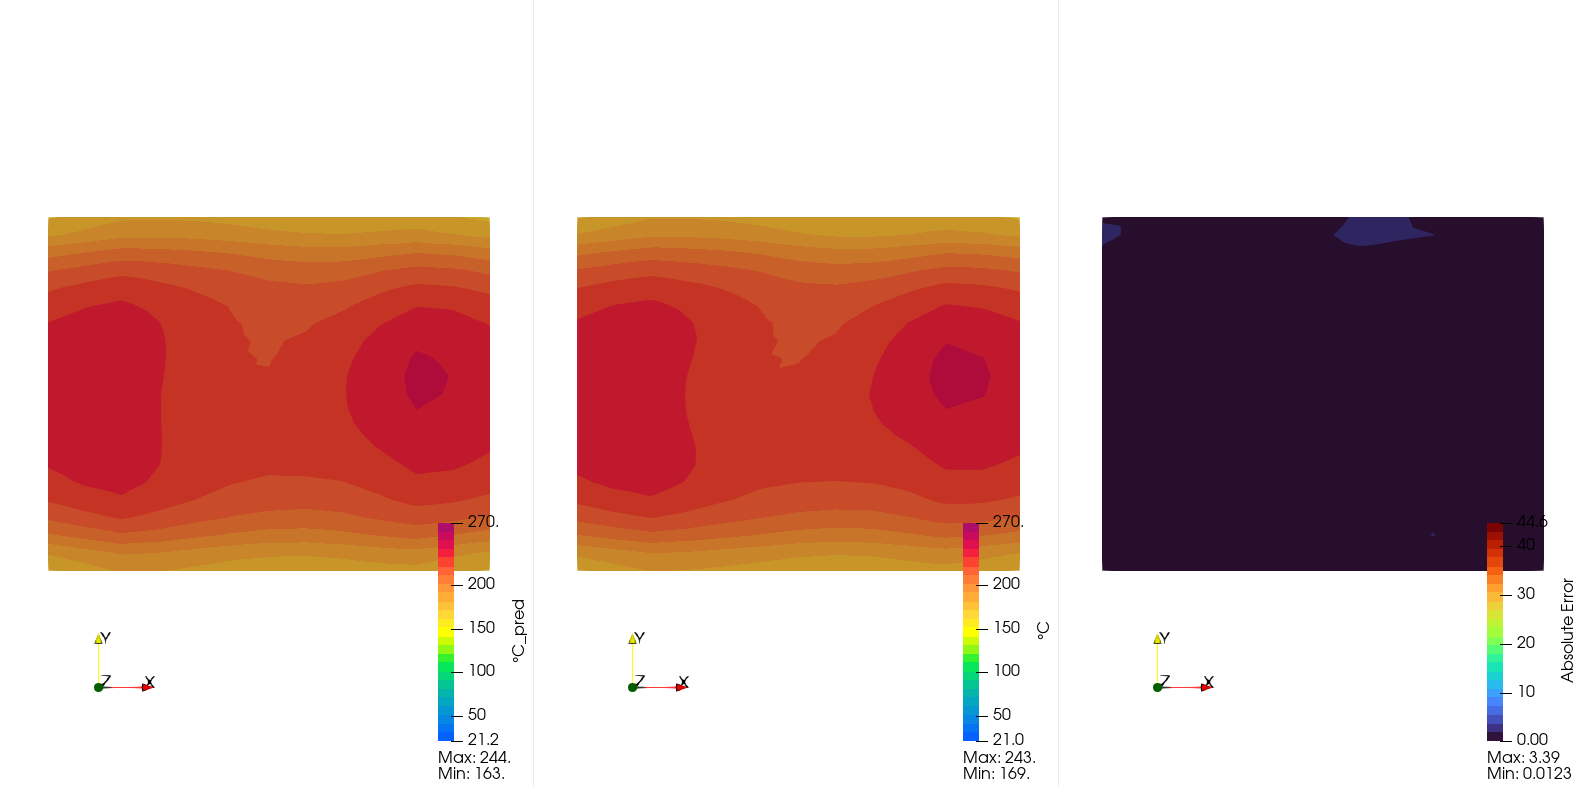 270.
200
150
100
50
21.2
°C_pred
Max: 244.
Min: 163.
Y
Z
X
270.
200
150
100
50
21.0
°C
Max: 243.
Min: 169.
Y
Z
X
44.6
40
30
20
10
0.00
Absolute Error
Max: 3.39
Min: 0.0123
Y
Z
X